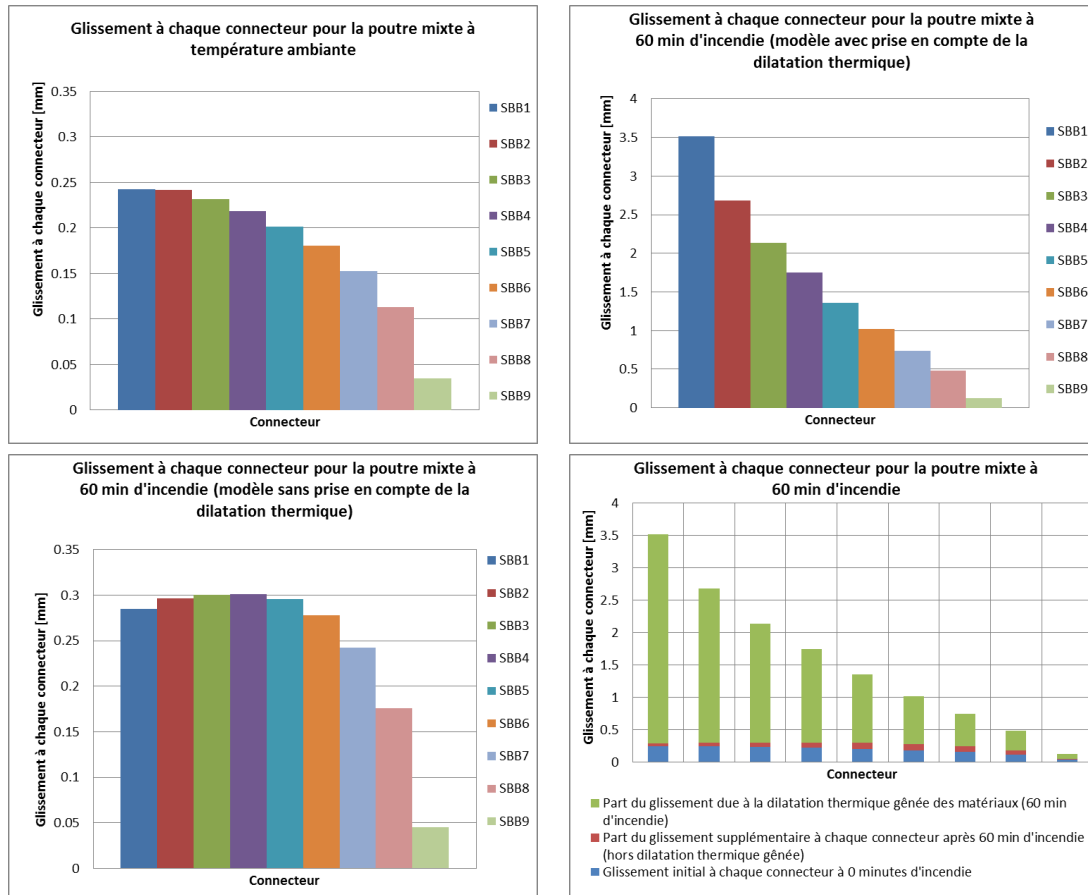 Glissement à chaque connecteur pour la poutre mixte à
température ambiante
Glissement à chaque connecteur [mm]
0.35
0.3
0.25
0.2
0.15
0.1
0.05
0
Connecteur
SBB1
SBB2
SBB3
SBB4
SBB5
SBB6
SBB7
SBB8
SBB9
Glissement à chaque connecteur pour la poutre mixte à
60 min d'incendie (modèle avec prise en compte de la
dilatation thermique)
Glissement à chaque connecteur [mm]
4
3.5
3
2.5
2
1.5
1
0.5
0
Connecteur
SBB1
SBB2
SBB3
SBB4
SBB5
SBB6
SBB7
SBB8
SBB9
Glissement à chaque connecteur pour la poutre mixte à
60 min d'incendie (modèle sans prise en compte de la
dilatation thermique)
Glissement à chaque connecteur [mm]
0.35
0.3
0.25
0.2
0.15
0.1
0.05
0
Connecteur
SBB1
SBB2
SBB3
SBB4
SBB5
SBB6
SBB7
SBB8
SBB9
Glissement à chaque connecteur pour la poutre mixte à
60 min d'incendie
Glissement à chaque connecteur [mm]
4
3.5
3
2.5
2
1.5
1
0.5
0
Connecteur
Part du glissement due à la dilatation thermique gênée des matériaux (60 min
d'incendie)
Part du glissement supplémentaire à chaque connecteur après 60 min d'incendie
(hors dilatation thermique gênée)
Glissement initial à chaque connecteur à 0 minutes d'incendie